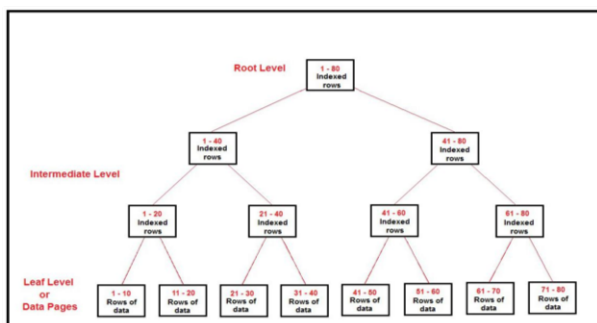 Root Level
1 - 80
Indexed
rows
1 - 40
Indexed
rows
41 - 80
Indexed
rows
Intermediate Level
1 - 20
Indexed
rows
21 - 40
Indexed
rows
41 - 60
Indexed
rows
61 - 80
Indexed
rows
Leaf Level
or
Data Pages
1 - 10
Rows of
data
11 - 20
Rows of
data
21 - 30
Rows of
data
31 - 40
Rows of
data
41 - 50
Rows of
data
51 - 60
Rows of
data
61 - 70
Rows of
data
71 - 80
Rows of
data